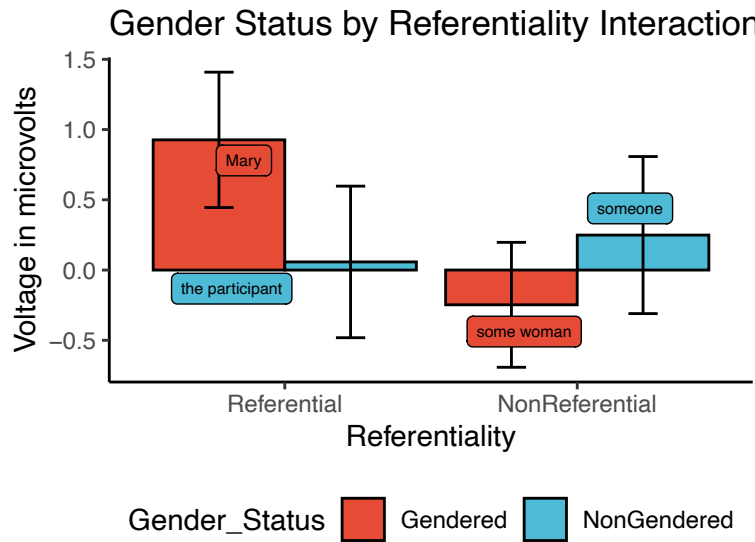 Gender Status by Referentiality Interaction
Voltage in microvolts
1.5
1.0
0.5
0.0
−0.5
Mary
the participant
some woman
someone
Referential
NonReferential
Referentiality
Gender_Status
Gendered
NonGendered